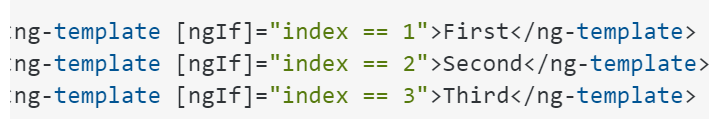 ng-template [ngIf]="index == 1">First</ng-template>
ng-template [ngIf]="index == 2">Second</ng-template>
ng-template [ngIf]="index == 3">Third</ng-template>